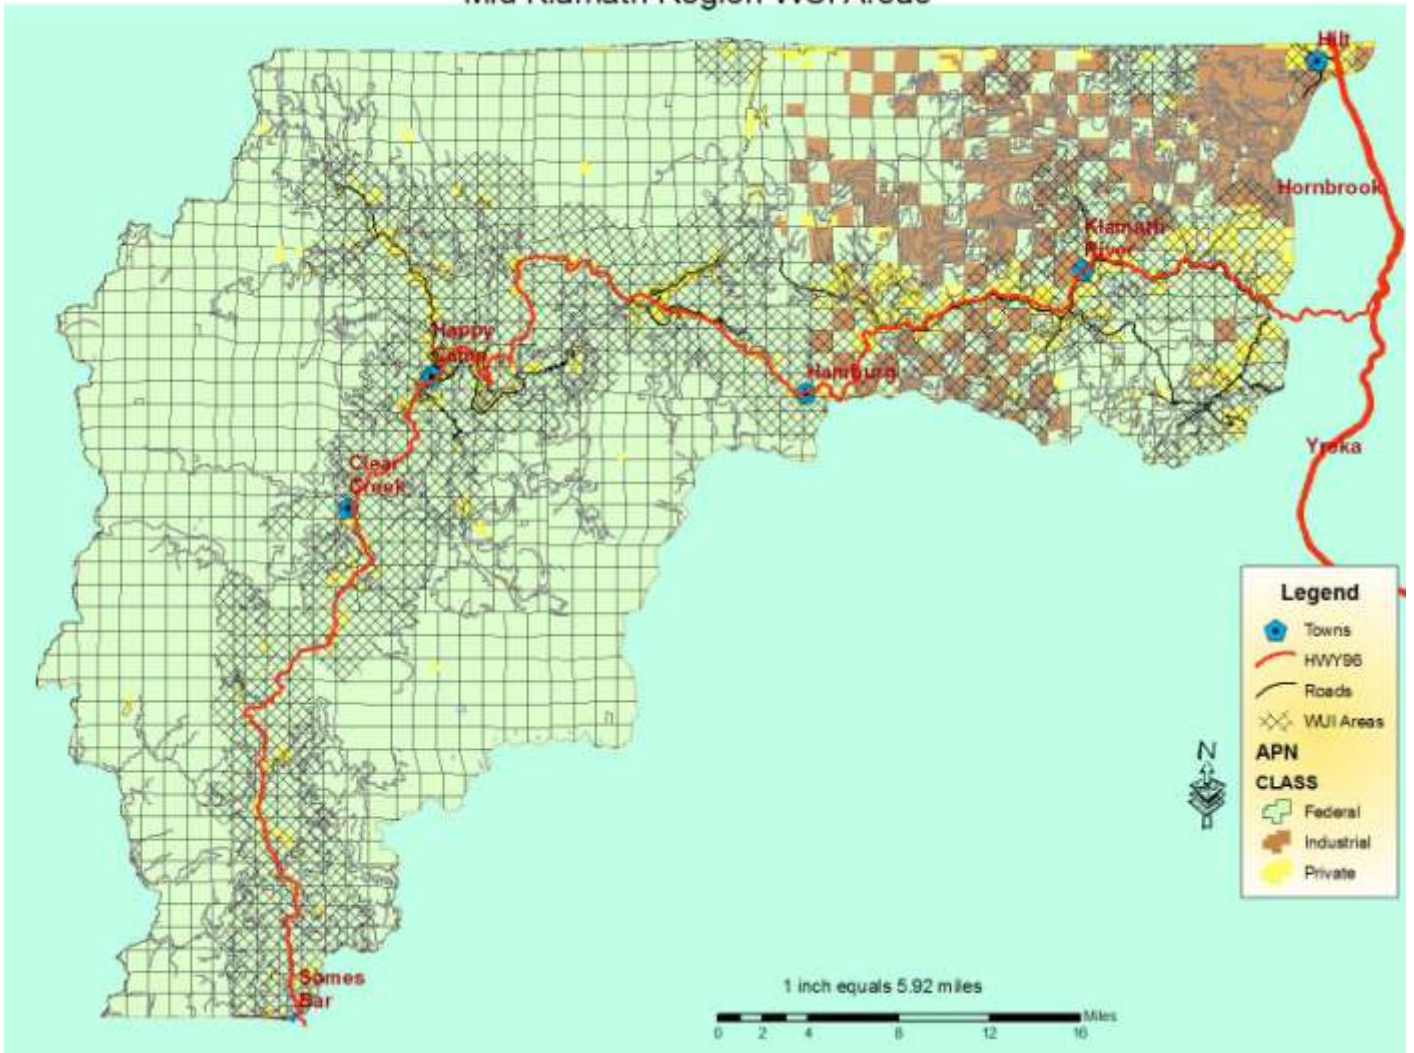 Mid Klamath Region WUI Areas
Hilt
Hornbrook
Klamath
River
Happy
Camp
Hamburg
Yreka
Clear
Creek
Somes
Bar
Legend
Towns
HWY96
Roads
WUI Areas
APN
CLASS
Federal
Industrial
Private
N
1 inch equals 5.92 miles
Miles
0 2 4 8 12 16